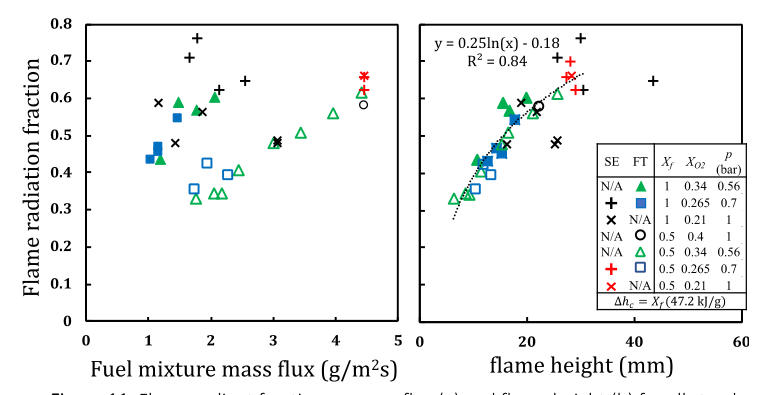 0.8
0.7
0.6
0.5
0.4
0.3
0.2
0.1
0
Flame radiation fraction
0 1 2 3 4 5
Fuel mixture mass flux (g/m²s)
y = 0.25ln(x) - 0.18
R² = 0.84
SE FT X_f X_O2 p (bar)
N/A 1 0.34 0.56
1 0.265 0.7
N/A 1 0.21 1
N/A 0.5 0.4 1
N/A 0.5 0.34 0.56
0.5 0.265 0.7
N/A 0.5 0.21 1
Δh_c = X_f (47.2 kJ/g)
0 20 40 60
flame height (mm)